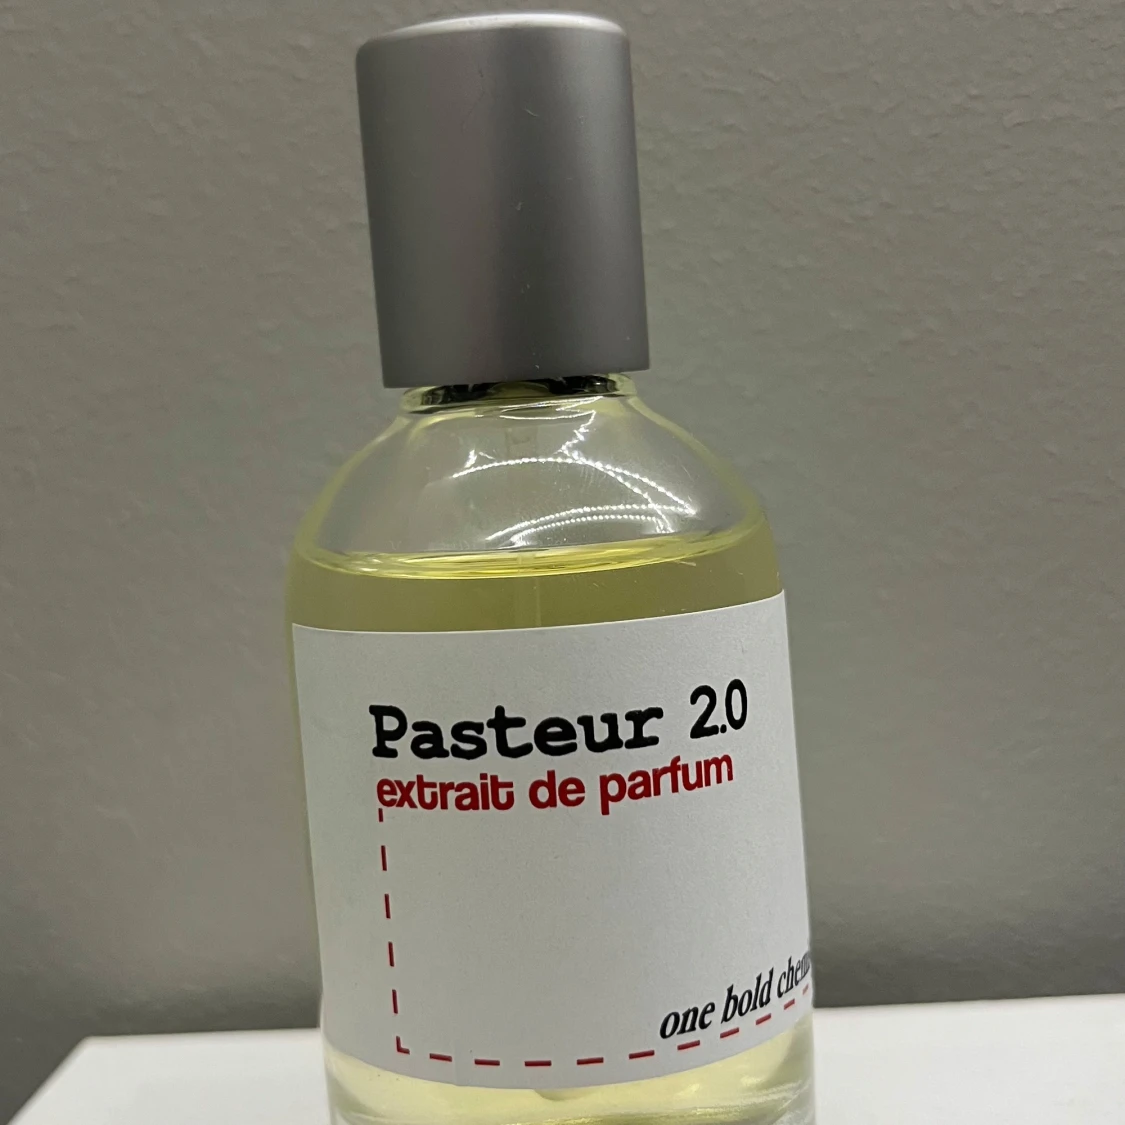 Pasteur 2.0
extrait de parfum
one bold